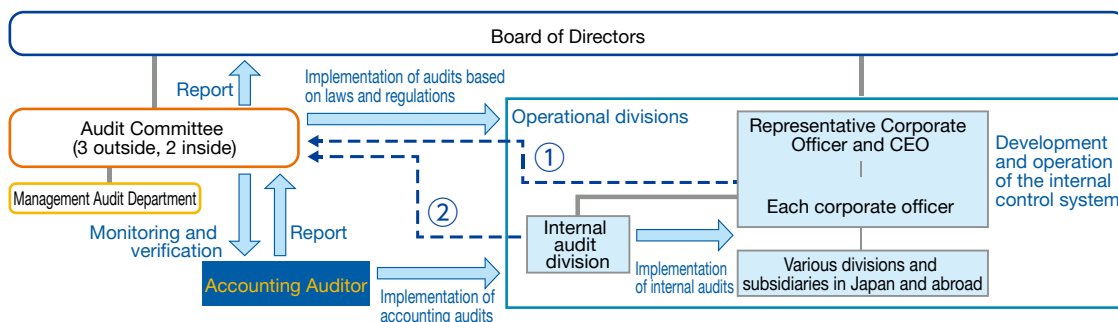 Board of Directors
Report
Implementation of audits based
on laws and regulations
Audit Committee
(3 outside, 2 inside)
Management Audit Department
Monitoring and
verification
Report
Accounting Auditor
Implementation of
accounting audits
Operational divisions
①
②
Representative Corporate
Officer and CEO
Each corporate officer
Development
and operation
of the internal
control system
Internal
audit
division
Implementation
of internal audits
Various divisions and
subsidiaries in Japan and abroad